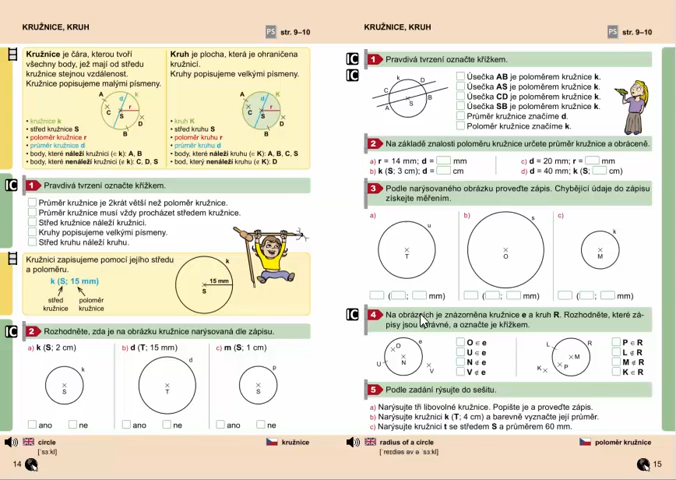 KRUŽNICE, KRUH
PS str. 9–10
Kružnice je čára, kterou tvoří
všechny body, jež mají od středu
kružnice stejnou vzdálenost.
Kružnice popisujeme malými písmeny.
A
k
d
r
C
S
D
B
• kružnice k
• střed kružnice S
• poloměr kružnice r
• průměr kružnice d
• body, které náleží kružnici (∈ k): A, B
• body, které nenáleží kružnici (∉ k): C, D, S
Kruh je plocha, která je ohraničena
kružnicí.
Kruhy popisujeme velkými písmeny.
A
K
d
r
C
S
D
B
• kruh K
• střed kruhu S
• poloměr kruhu r
• průměr kruhu d
• body, které náleží kruhu (∈ K): A, B, C, S
• bod, který nenáleží kruhu (∉ K): D
1 Pravdivá tvrzení označte křížkem.
Průměr kružnice je 2krát větší než poloměr kružnice.
Průměr kružnice musí vždy procházet středem kružnice.
Střed kružnice náleží kružnici.
Kruhy popisujeme velkými písmeny.
Střed kruhu náleží kruhu.
Kružnici zapisujeme pomocí jejího středu
a poloměru.
k (S; 15 mm)
střed poloměr
kružnice kružnice
k
15 mm
S
2 Rozhodněte, zda je na obrázku kružnice narýsovaná dle zápisu.
a) k (S; 2 cm) b) d (T; 15 mm) c) m (S; 1 cm)
k d p
S T S
ano ne ano ne ano ne
circle
kružnice
14
KRUŽNICE, KRUH
PS str. 9–10
1 Pravdivá tvrzení označte křížkem.
k D
C
B
A S
Úsečka AB je poloměrem kružnice k.
Úsečka AS je poloměrem kružnice k.
Úsečka CD je poloměrem kružnice k.
Úsečka SB je poloměrem kružnice k.
Průměr kružnice značíme d.
Poloměr kružnice značíme k.
2 Na základě znalosti poloměru kružnice určete průměr kružnice a obráceně.
a) r = 14 mm; d = mm c) d = 20 mm; r = mm
b) k (S; 3 cm); d = cm d) d = 40 mm; k (S; cm)
3 Podle narýsovaného obrázku proveďte zápis. Chybějící údaje do zápisu
získejte měřením.
a) b) c)
u s k
T O M
( ; mm) ( ; mm) ( ; mm)
4 Na obrázcích je znázorněna kružnice e a kruh R. Rozhodněte, které zá-
pisy jsou správné, a označte je křížkem.
O e
N
U V
O ∈ e
U ∈ e
N ∉ e
V ∉ e
L R
M
K P
P ∈ R
L ∉ R
M ∉ R
K ∈ R
5 Podle zadání rýsujte do sešitu.
a) Narýsujte tři libovolné kružnice. Popište je a proveďte zápis.
b) Narýsujte kružnici k (T; 4 cm) a barevně vyznačte její průměr.
c) Narýsujte kružnici t se středem S a průměrem 60 mm.
radius of a circle
poloměr kružnice
15